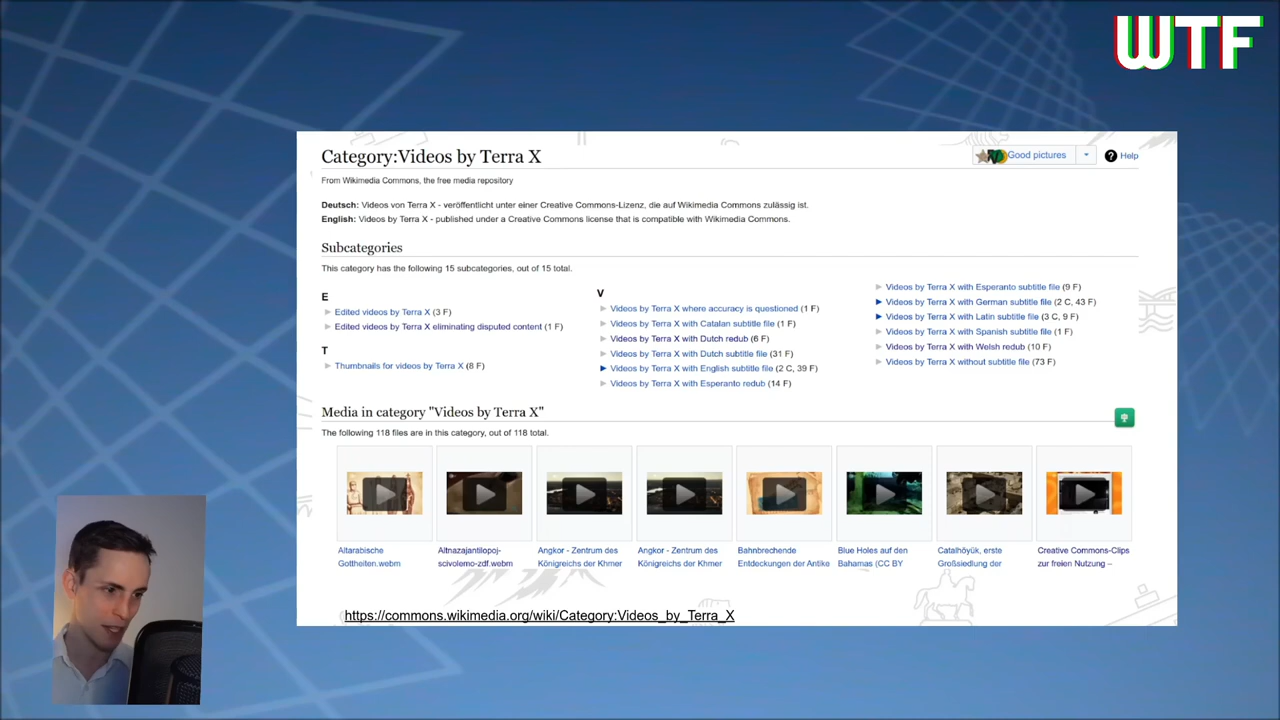 WTF
Category:Videos by Terra X
Good pictures
Help
From Wikimedia Commons, the free media repository
Deutsch: Videos von Terra X - veröffentlicht unter einer Creative Commons-Lizenz, die auf Wikimedia Commons zulässig ist.
English: Videos by Terra X - published under a Creative Commons license that is compatible with Wikimedia Commons.
Subcategories
This category has the following 15 subcategories, out of 15 total.
E
Edited videos by Terra X (3 F)
Edited videos by Terra X eliminating disputed content (1 F)
T
Thumbnails for videos by Terra X (8 F)
V
Videos by Terra X where accuracy is questioned (1 F)
Videos by Terra X with Catalan subtitle file (1 F)
Videos by Terra X with Dutch redub (6 F)
Videos by Terra X with Dutch subtitle file (31 F)
Videos by Terra X with English subtitle file (2 C, 39 F)
Videos by Terra X with Esperanto redub (14 F)
Videos by Terra X with Esperanto subtitle file (9 F)
Videos by Terra X with German subtitle file (2 C, 43 F)
Videos by Terra X with Latin subtitle file (3 C, 9 F)
Videos by Terra X with Spanish subtitle file (1 F)
Videos by Terra X with Welsh redub (10 F)
Videos by Terra X without subtitle file (73 F)
Media in category "Videos by Terra X"
The following 118 files are in this category, out of 118 total.
Altarabische
Gottheiten.webm
Altnazajantilopoj-
scivolemo-zdf.webm
Angkor - Zentrum des
Königreichs der Khmer
Angkor - Zentrum des
Königreichs der Khmer
Bahnbrechende
Entdeckungen der Antike
Blue Holes auf den
Bahamas (CC BY
Catalhöyük, erste
Großsiedlung der
Creative Commons-Clips
zur freien Nutzung –
https://commons.wikimedia.org/wiki/Category:Videos_by_Terra_X